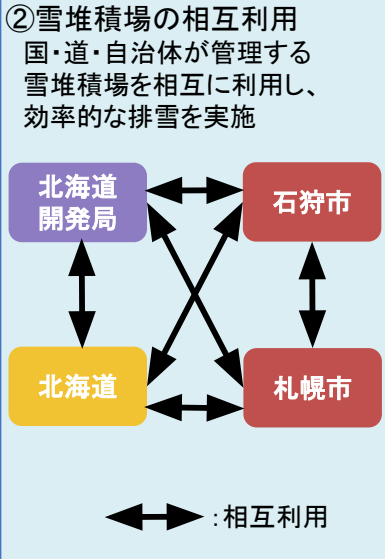 ②雪堆積場の相互利用
国・道・自治体が管理する
雪堆積場を相互に利用し、
効率的な排雪を実施
北海道
開発局
石狩市
北海道
札幌市
:相互利用